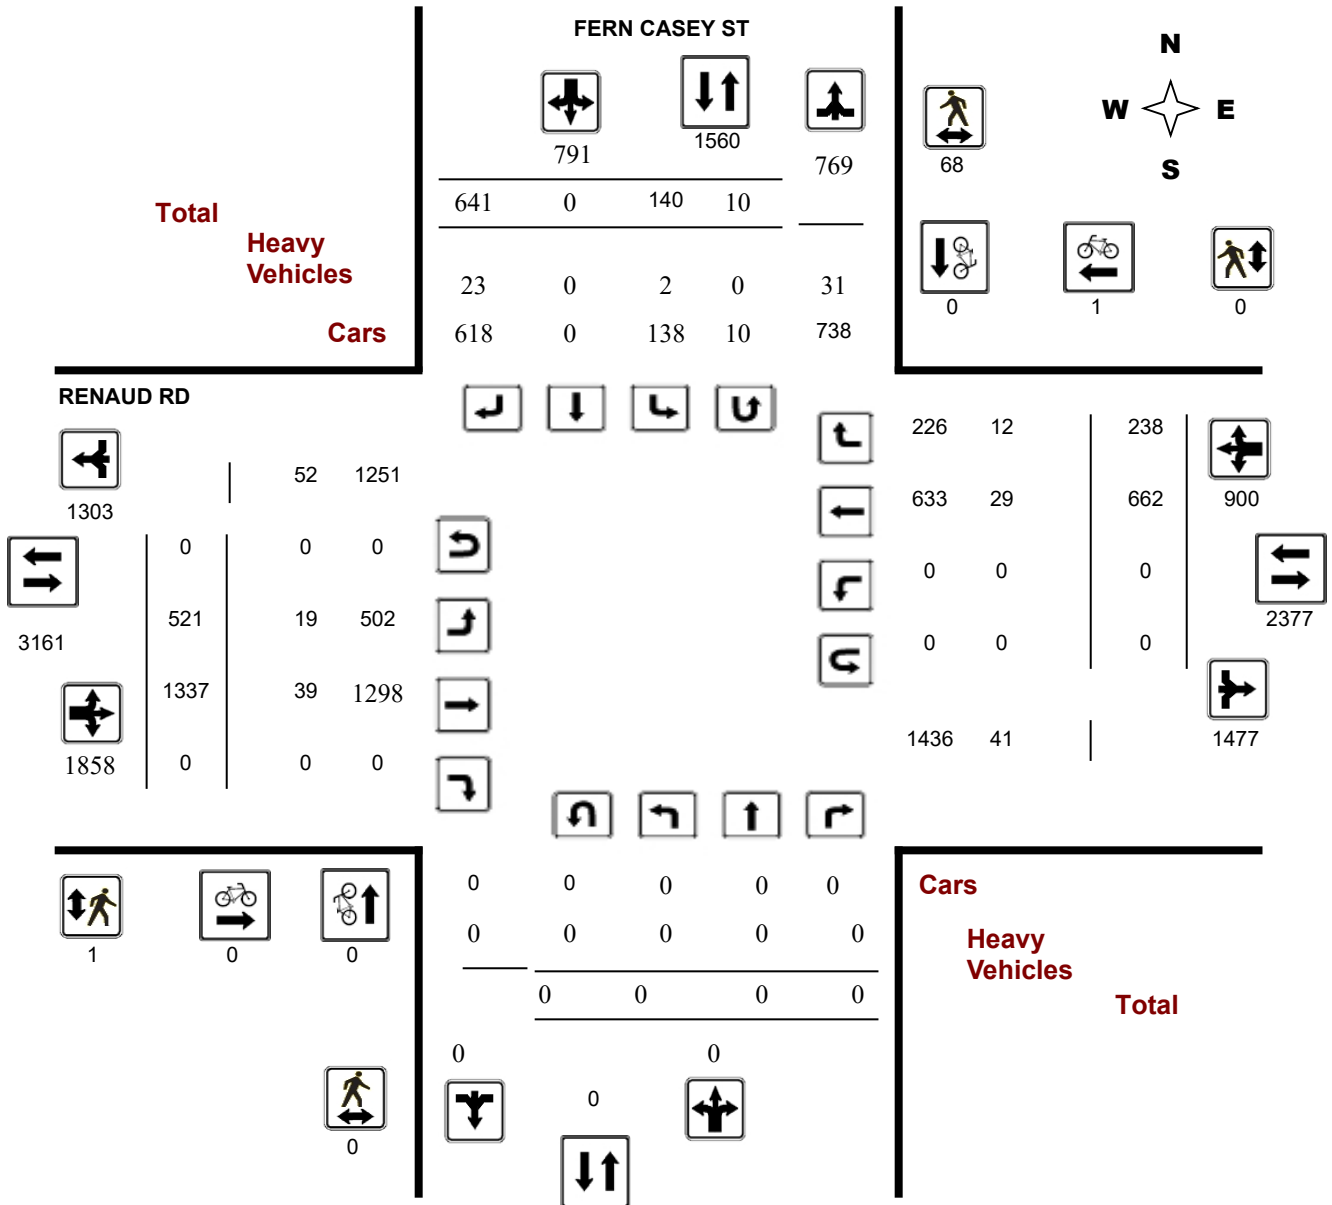 FERN CASEY ST
N
W E
S
791
1560
769
68
641 0 140 10
Total
Heavy
Vehicles
23 0 2 0 31
0 1 0
Cars
618 0 138 10 738
RENAUD RD
226 12 238
52 1251
1303
633 29 662 900
0 0 0
0 0 0
521 19 502
2377
3161
0 0 0
1337 39 1298
1436 41 1477
1858 0 0 0
0 0 0 0 0
Cars
0 0 0 0 0
Heavy
Vehicles
1 0 0
0 0 0 0
Total
0 0
0
0